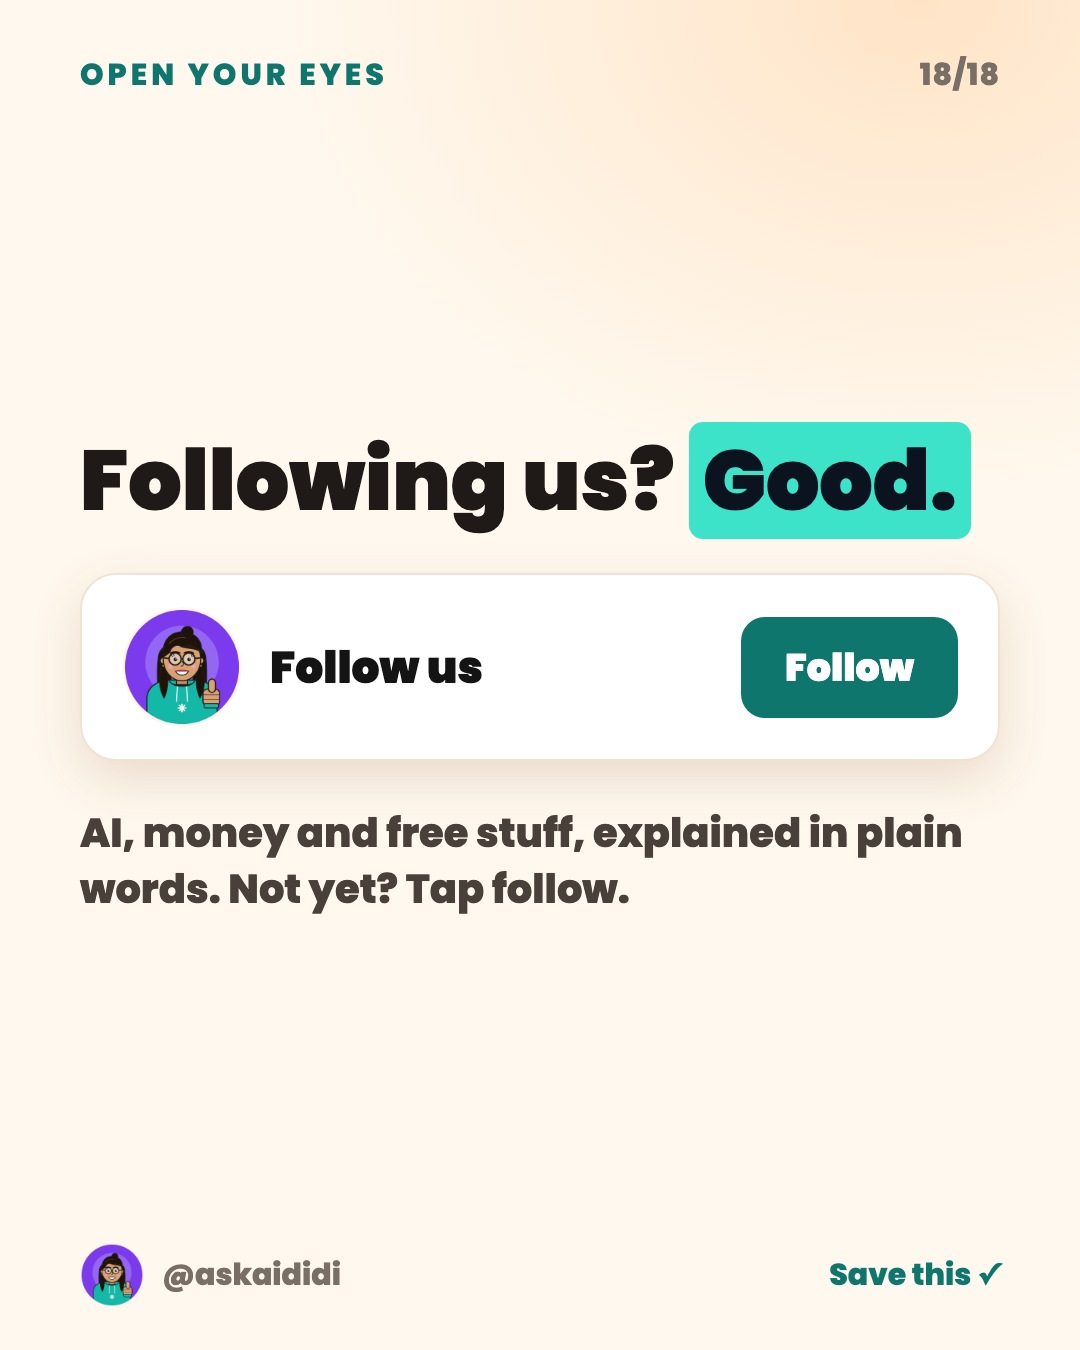 OPEN YOUR EYES
18/18
Following us? Good.
Follow us
Follow
AI, money and free stuff, explained in plain
words. Not yet? Tap follow.
@askaididi
Save this ✓